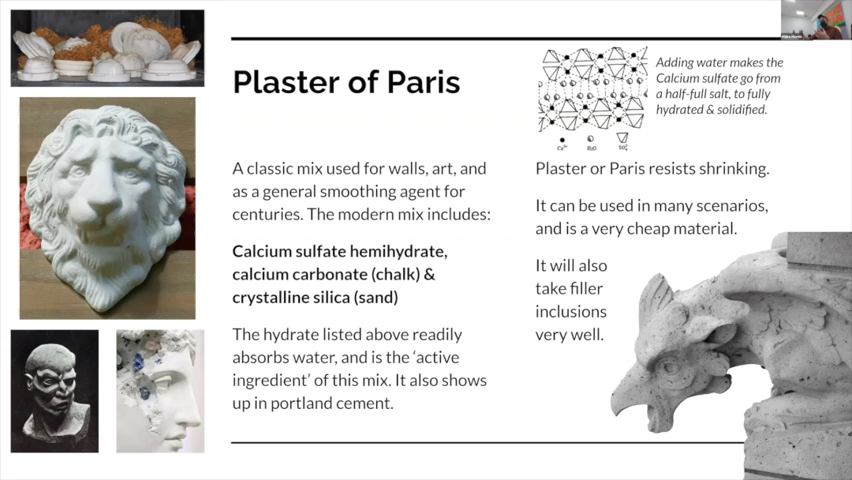 Plaster of Paris
A classic mix used for walls, art, and
as a general smoothing agent for
centuries. The modern mix includes:
Calcium sulfate hemihydrate,
calcium carbonate (chalk) &
crystalline silica (sand)
The hydrate listed above readily
absorbs water, and is the ‘active
ingredient’ of this mix. It also shows
up in portland cement.
Adding water makes the
Calcium sulfate go from
a half-full salt, to fully
hydrated & solidified.
Plaster or Paris resists shrinking.
It can be used in many scenarios,
and is a very cheap material.
It will also
take filler
inclusions
very well.